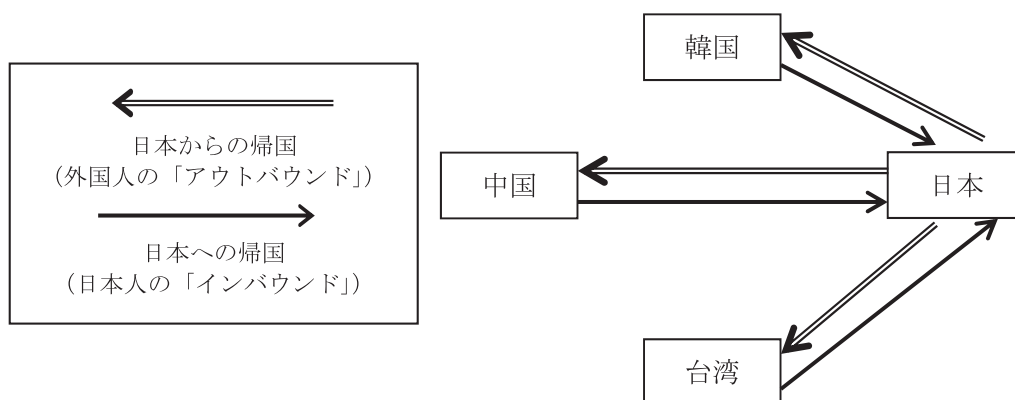 日本からの帰国
（外国人の「アウトバウンド」）
日本への帰国
（日本人の「インバウンド」）
韓国
中国
日本
台湾